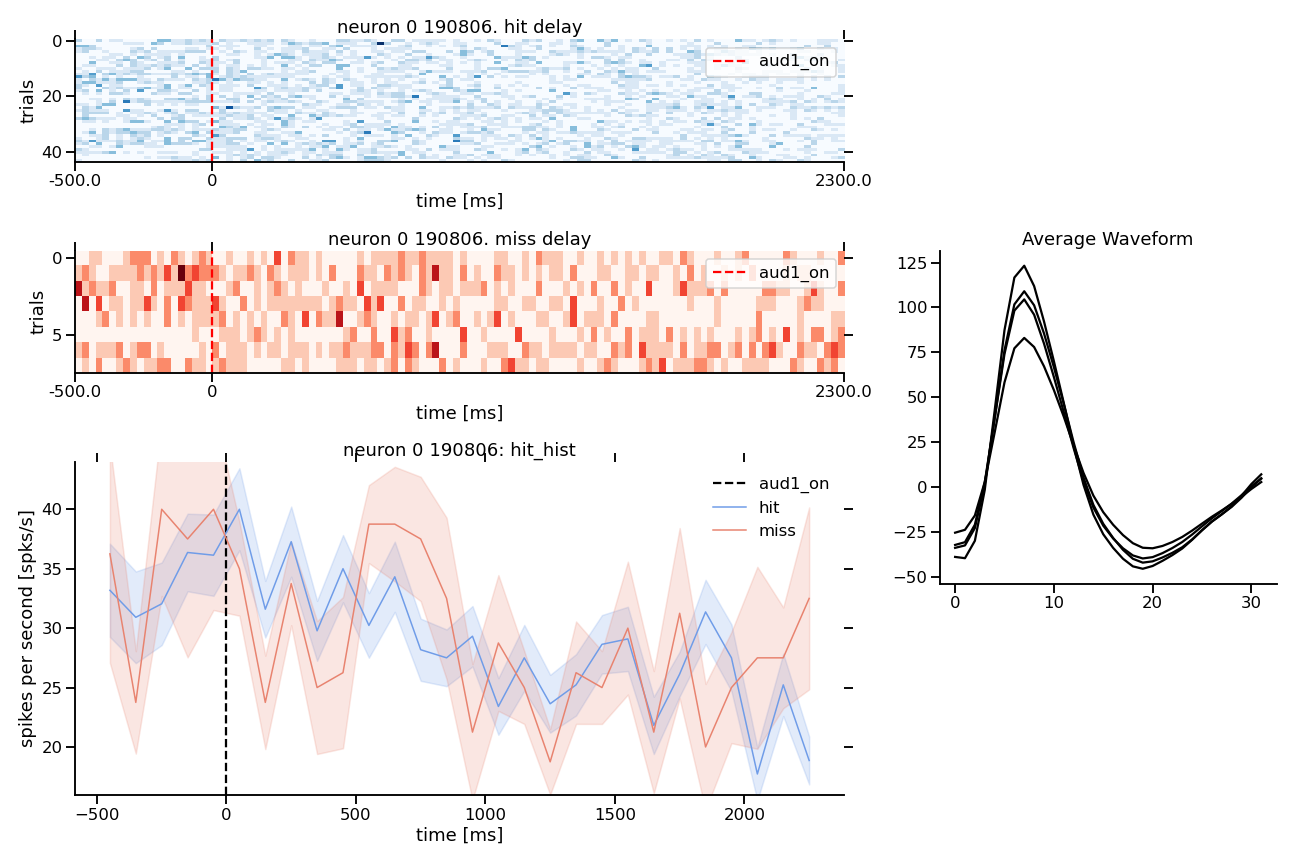 neuron 0 190806. hit delay
0
20
40
trials
aud1_on
-500.0
0
2300.0
time [ms]
neuron 0 190806. miss delay
0
5
trials
aud1_on
-500.0
0
2300.0
time [ms]
neuron 0 190806: hit_hist
40
35
30
25
20
spikes per second [spks/s]
aud1_on
hit
miss
−500
0
500
1000
1500
2000
time [ms]
Average Waveform
125
100
75
50
25
0
−25
−50
0
10
20
30